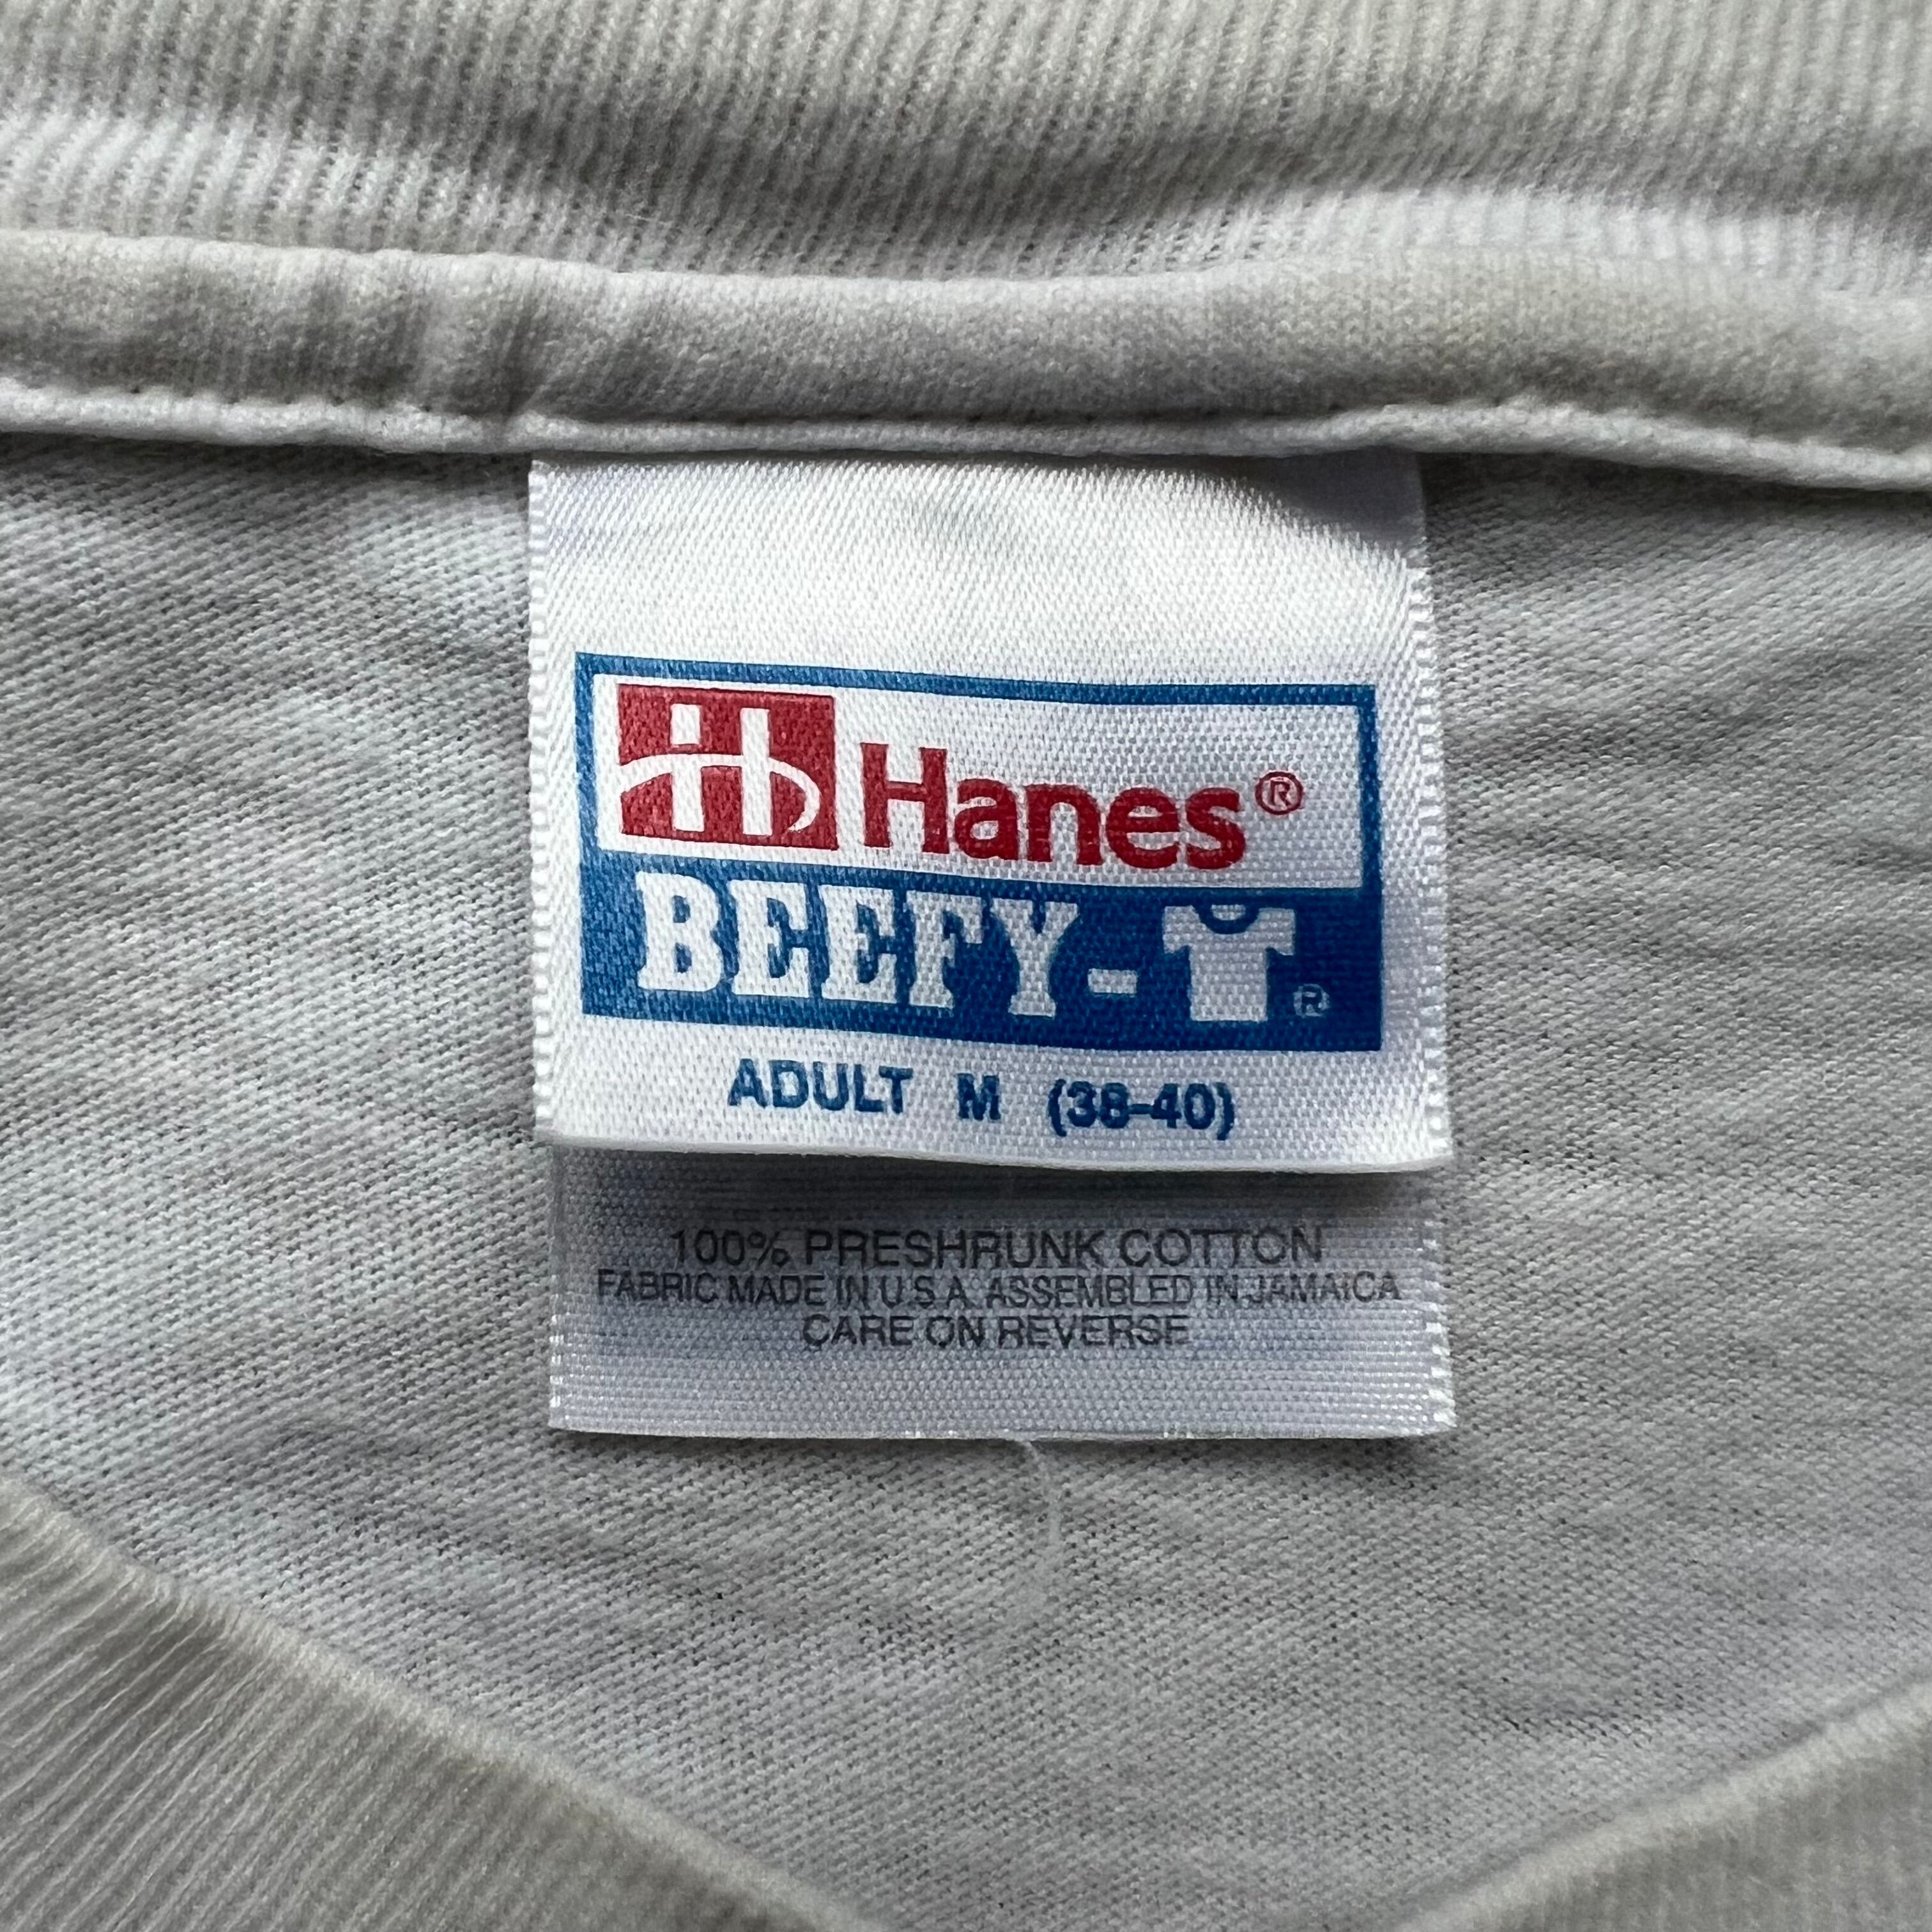 H Hanes®
BEEFY-T®
ADULT M (38-40)
100% PRESHRUNK COTTON
FABRIC MADE IN U.S.A. ASSEMBLED IN JAMAICA
CARE ON REVERSE